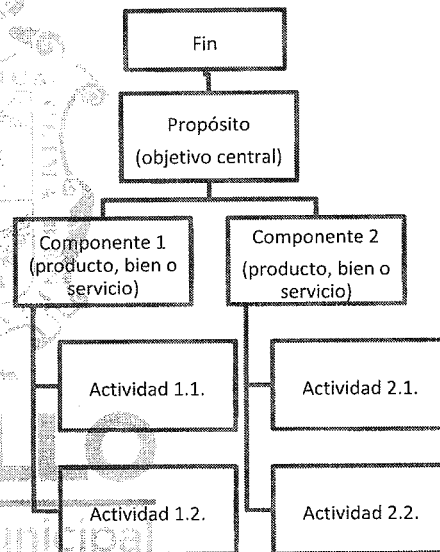 Fin
Propósito
(objetivo central)
Componente 1
(producto, bien o
servicio)
Componente 2
(producto, bien o
servicio)
Actividad 1.1.
Actividad 2.1.
Actividad 1.2.
Actividad 2.2.
unicipal